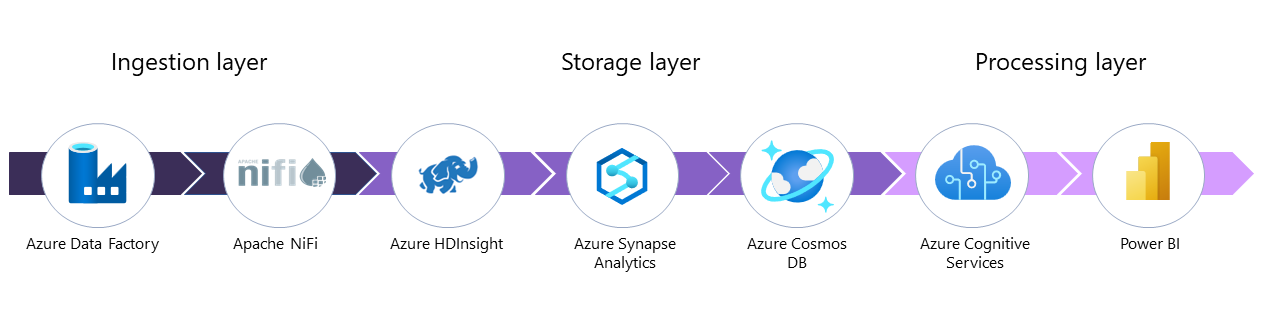 Ingestion layer
Storage layer
Processing layer
APACHE
nifi
Azure Data Factory
Apache NiFi
Azure HDInsight
Azure Synapse
Analytics
Azure Cosmos
DB
Azure Cognitive
Services
Power BI